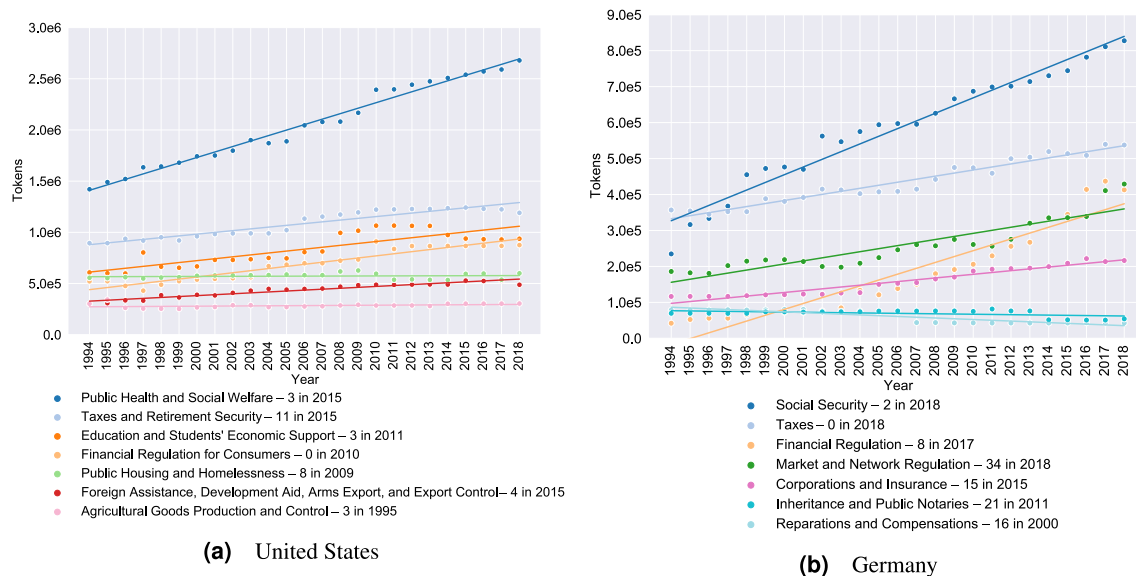 3.0e6
2.5e6
2.0e6
1.5e6
1.0e6
5.0e5
0.0
Tokens
1994 1995 1996 1997 1998 1999 2000 2001 2002 2003 2004 2005 2006 2007 2008 2009 2010 2011 2012 2013 2014 2015 2016 2017 2018
Year
Public Health and Social Welfare – 3 in 2015
Taxes and Retirement Security – 11 in 2015
Education and Students' Economic Support – 3 in 2011
Financial Regulation for Consumers – 0 in 2010
Public Housing and Homelessness – 8 in 2009
Foreign Assistance, Development Aid, Arms Export, and Export Control – 4 in 2015
Agricultural Goods Production and Control – 3 in 1995
(a) United States
9.0e5
8.0e5
7.0e5
6.0e5
5.0e5
4.0e5
3.0e5
2.0e5
1.0e5
0.0
Tokens
1994 1995 1996 1997 1998 1999 2000 2001 2002 2003 2004 2005 2006 2007 2008 2009 2010 2011 2012 2013 2014 2015 2016 2017 2018
Year
Social Security – 2 in 2018
Taxes – 0 in 2018
Financial Regulation – 8 in 2017
Market and Network Regulation – 34 in 2018
Corporations and Insurance – 15 in 2015
Inheritance and Public Notaries – 21 in 2011
Reparations and Compensations – 16 in 2000
(b) Germany